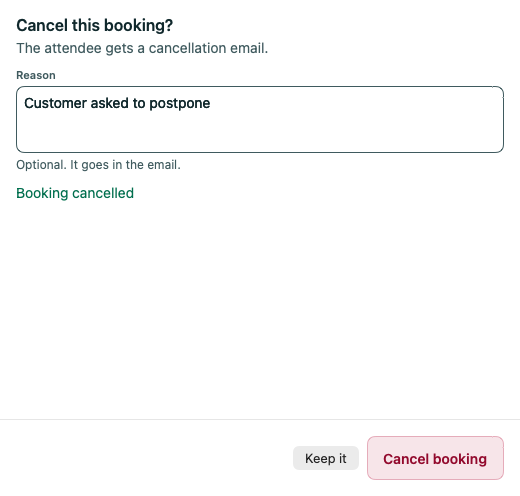 Cancel this booking?
The attendee gets a cancellation email.
Reason
Customer asked to postpone
Optional. It goes in the email.
Booking cancelled
Keep it
Cancel booking